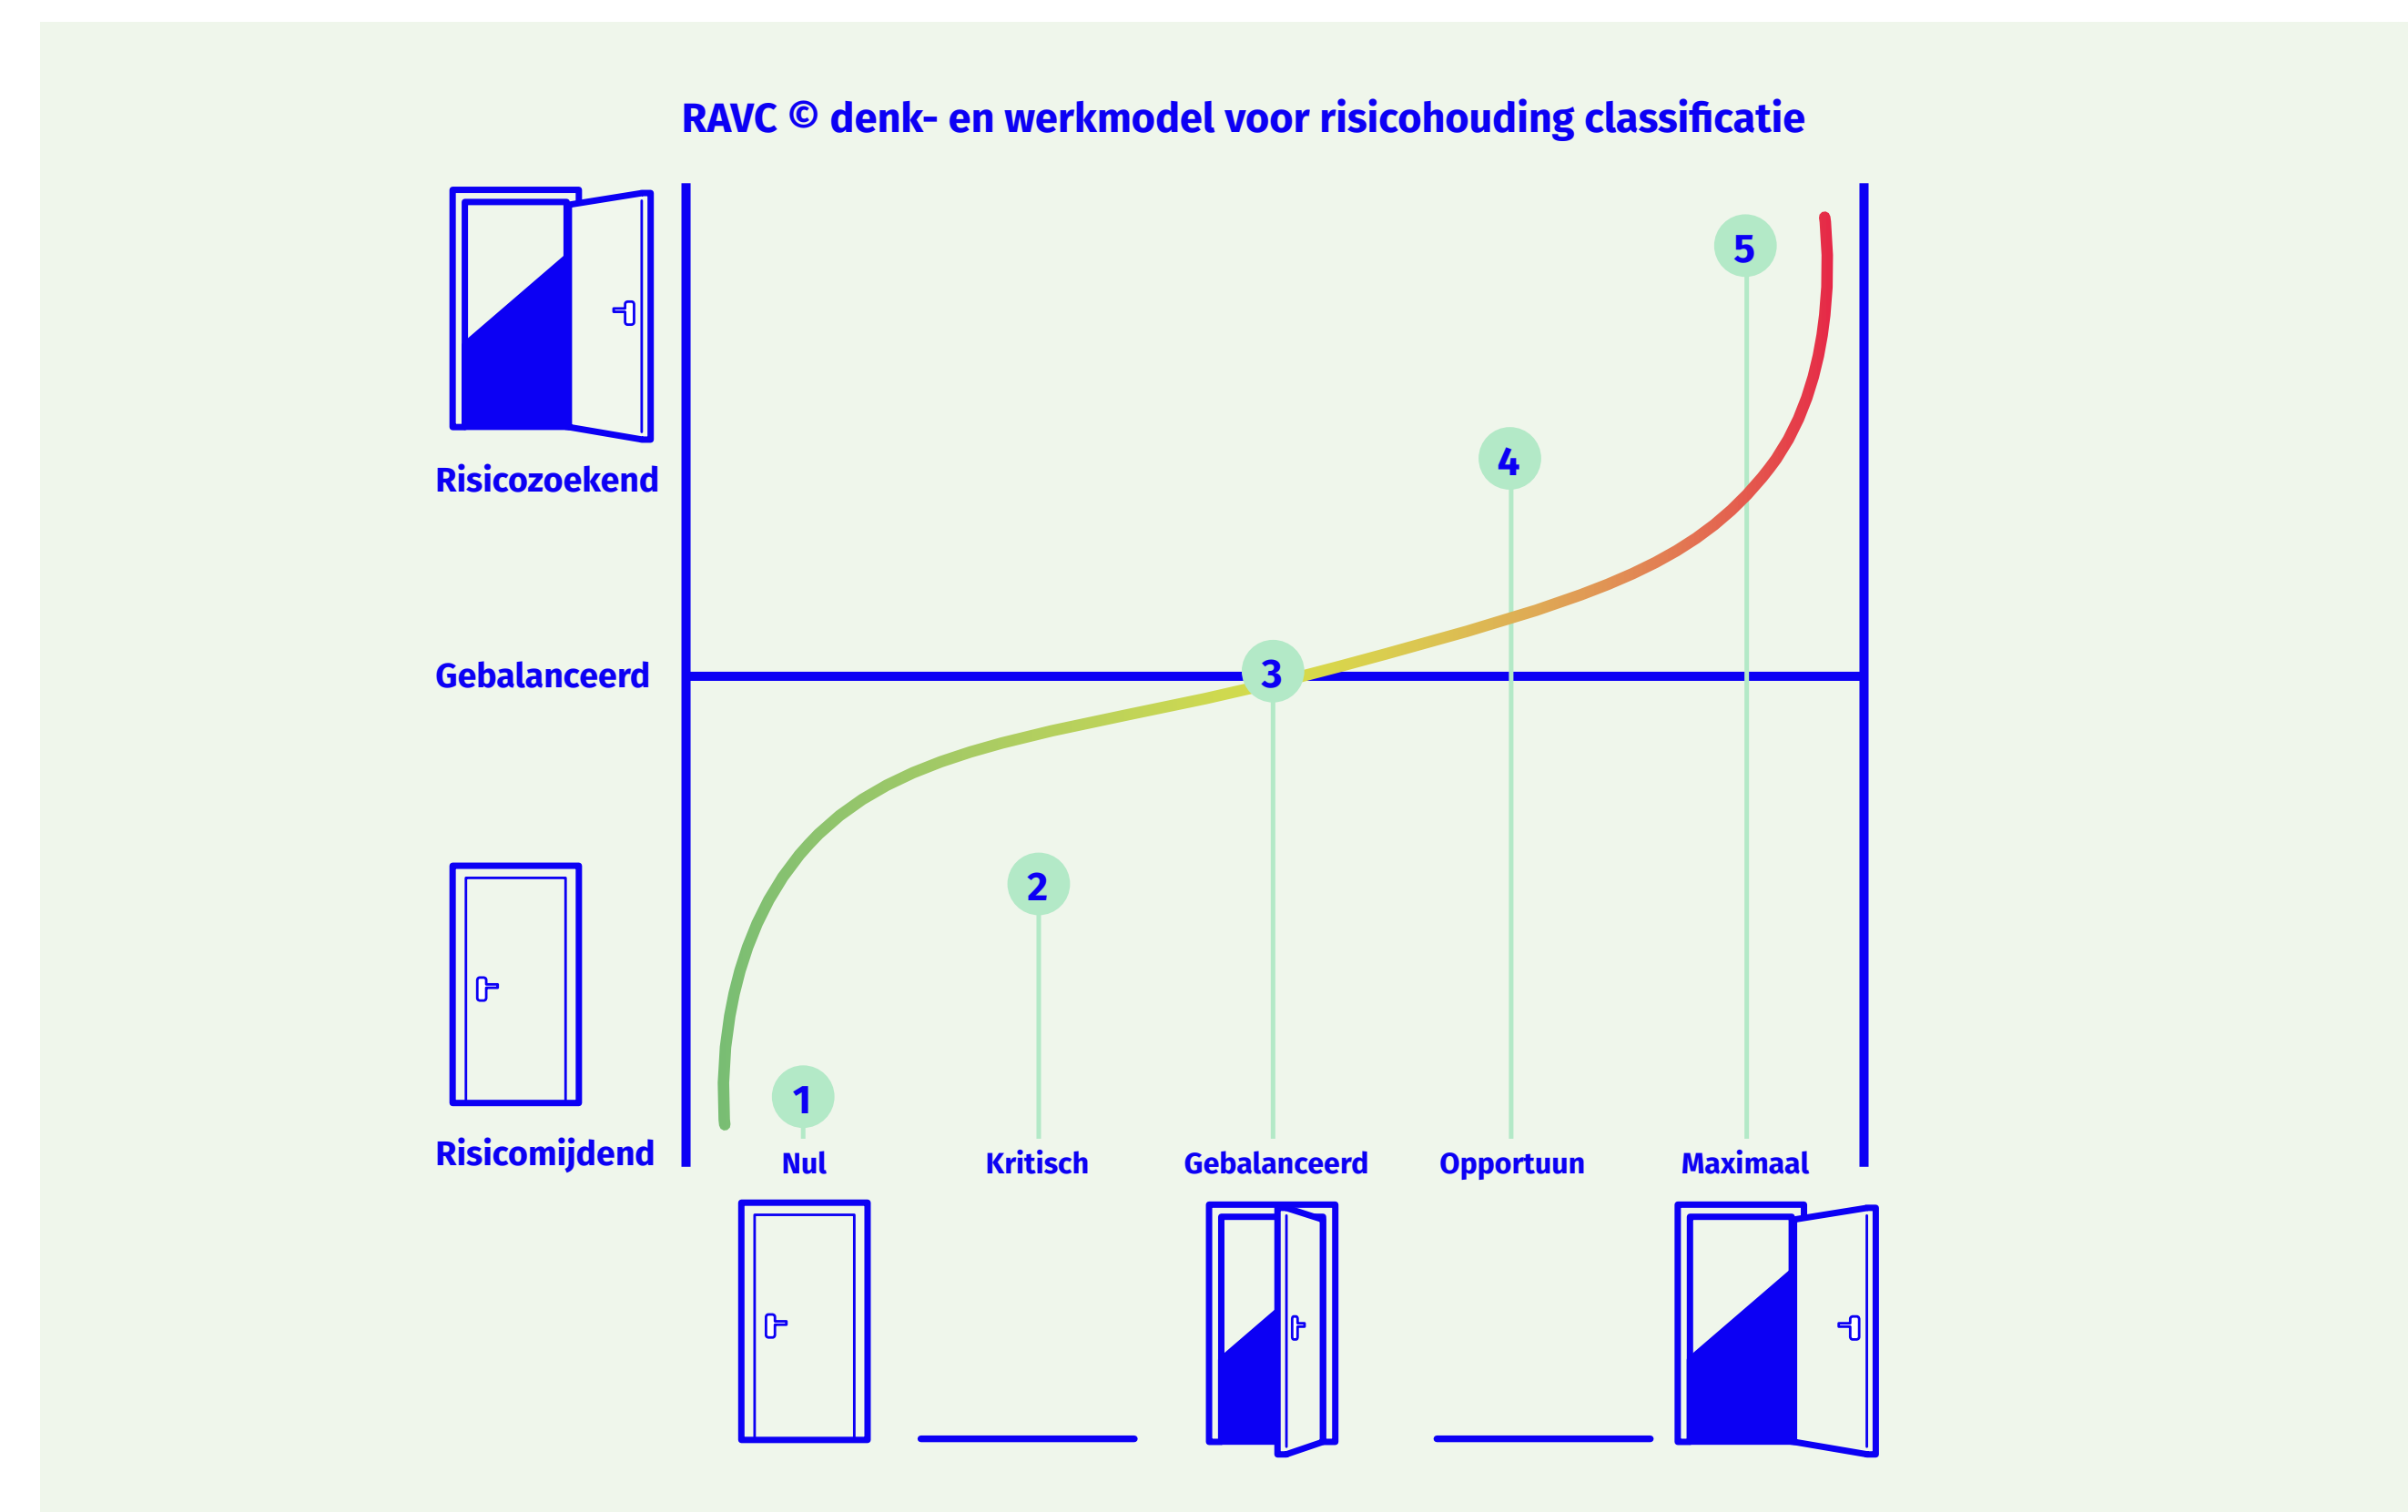 RAVC © denk- en werkmodel voor risicohouding classificatie
5
4
Risicozoekend
3
Gebalanceerd
2
1
Risicomijdend
Nul
Kritisch
Gebalanceerd
Opportuun
Maximaal